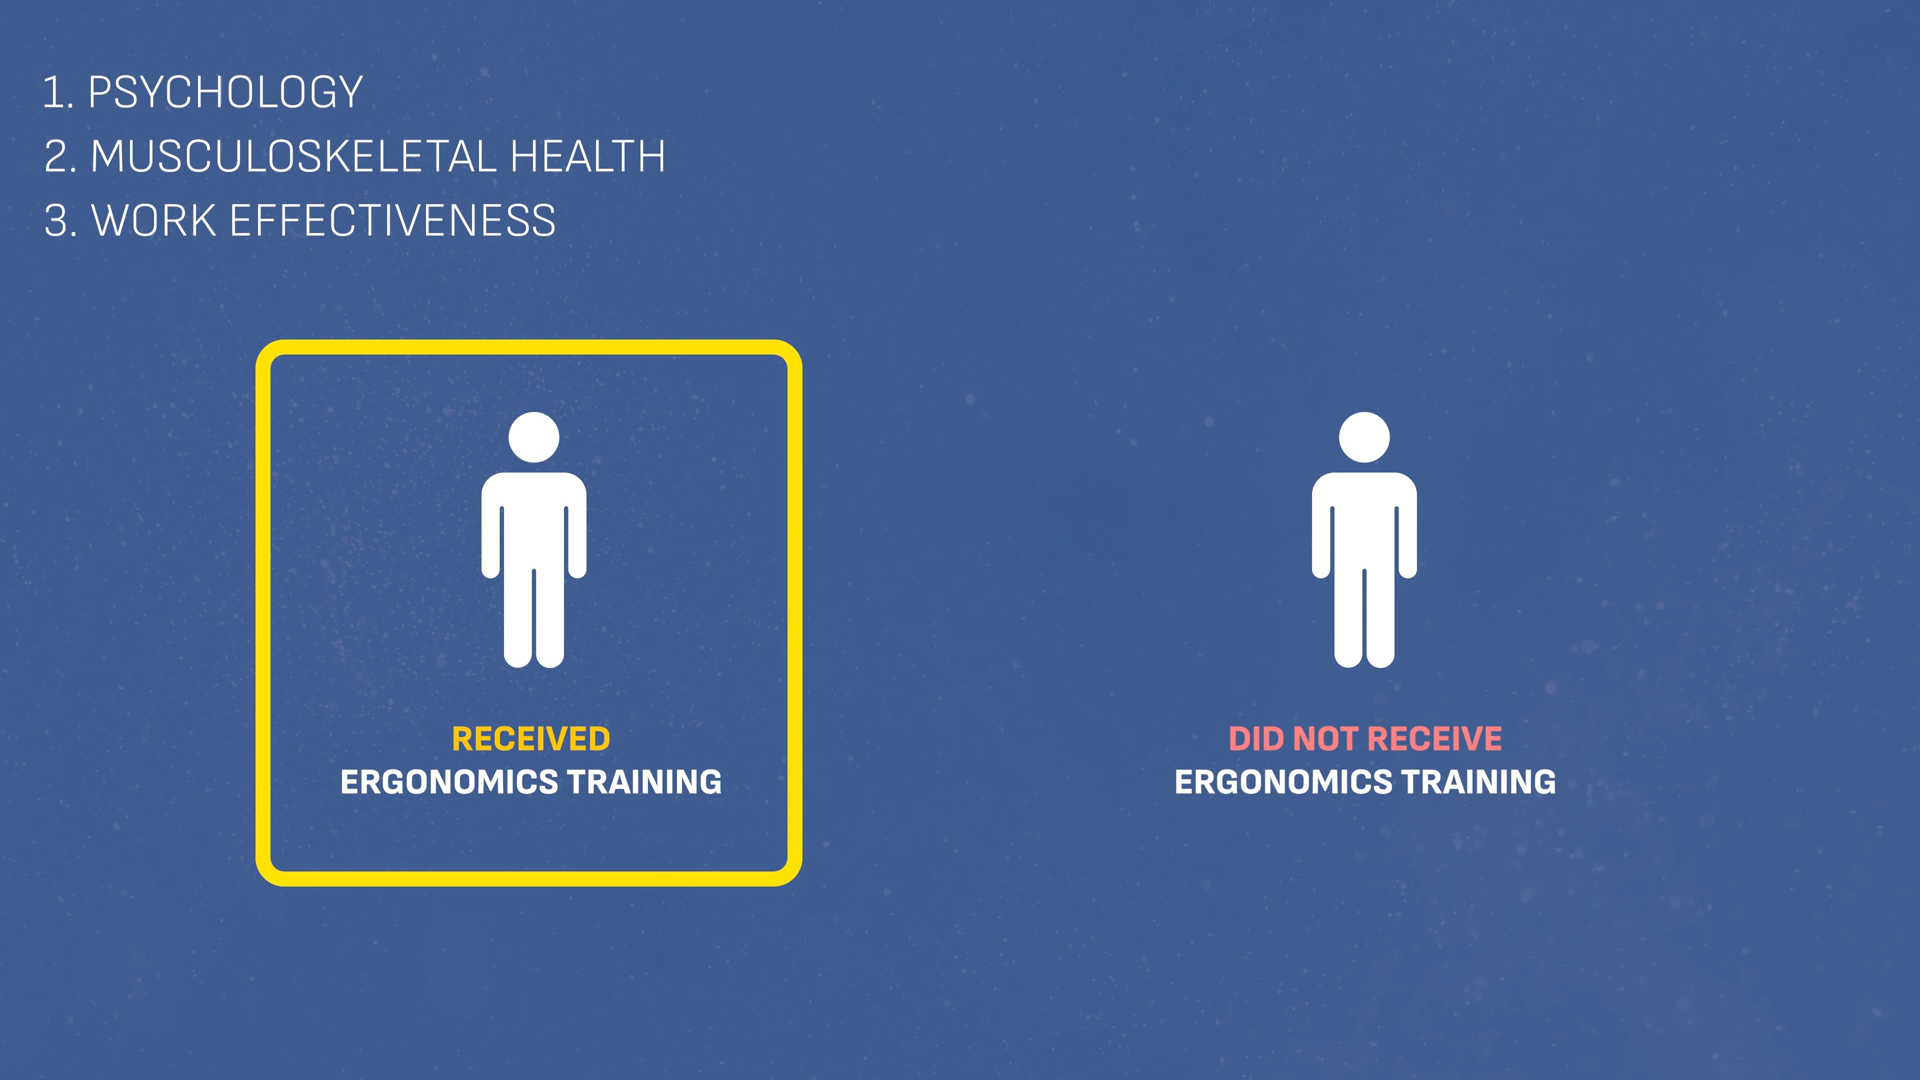 1. PSYCHOLOGY
2. MUSCULOSKELETAL HEALTH
3. WORK EFFECTIVENESS
RECEIVED
ERGONOMICS TRAINING
DID NOT RECEIVE
ERGONOMICS TRAINING